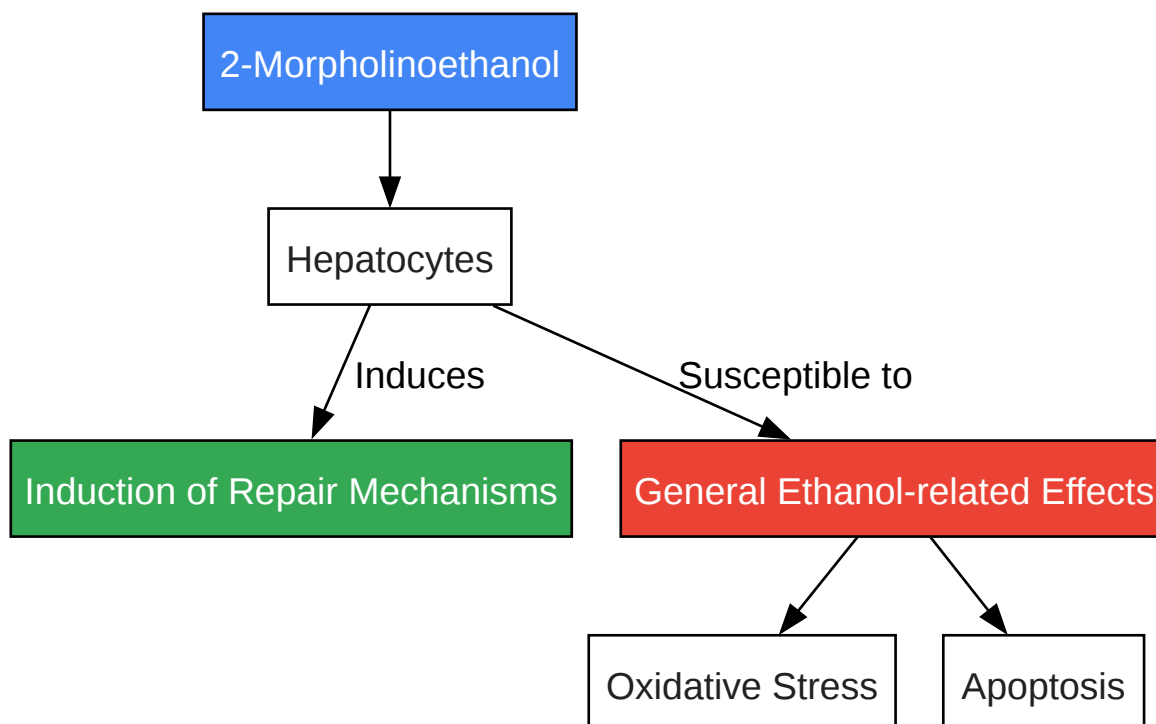 2-Morpholinoethanol
Hepatocytes
Induces
Susceptible to
Induction of Repair Mechanisms
General Ethanol-related Effects
Oxidative Stress
Apoptosis